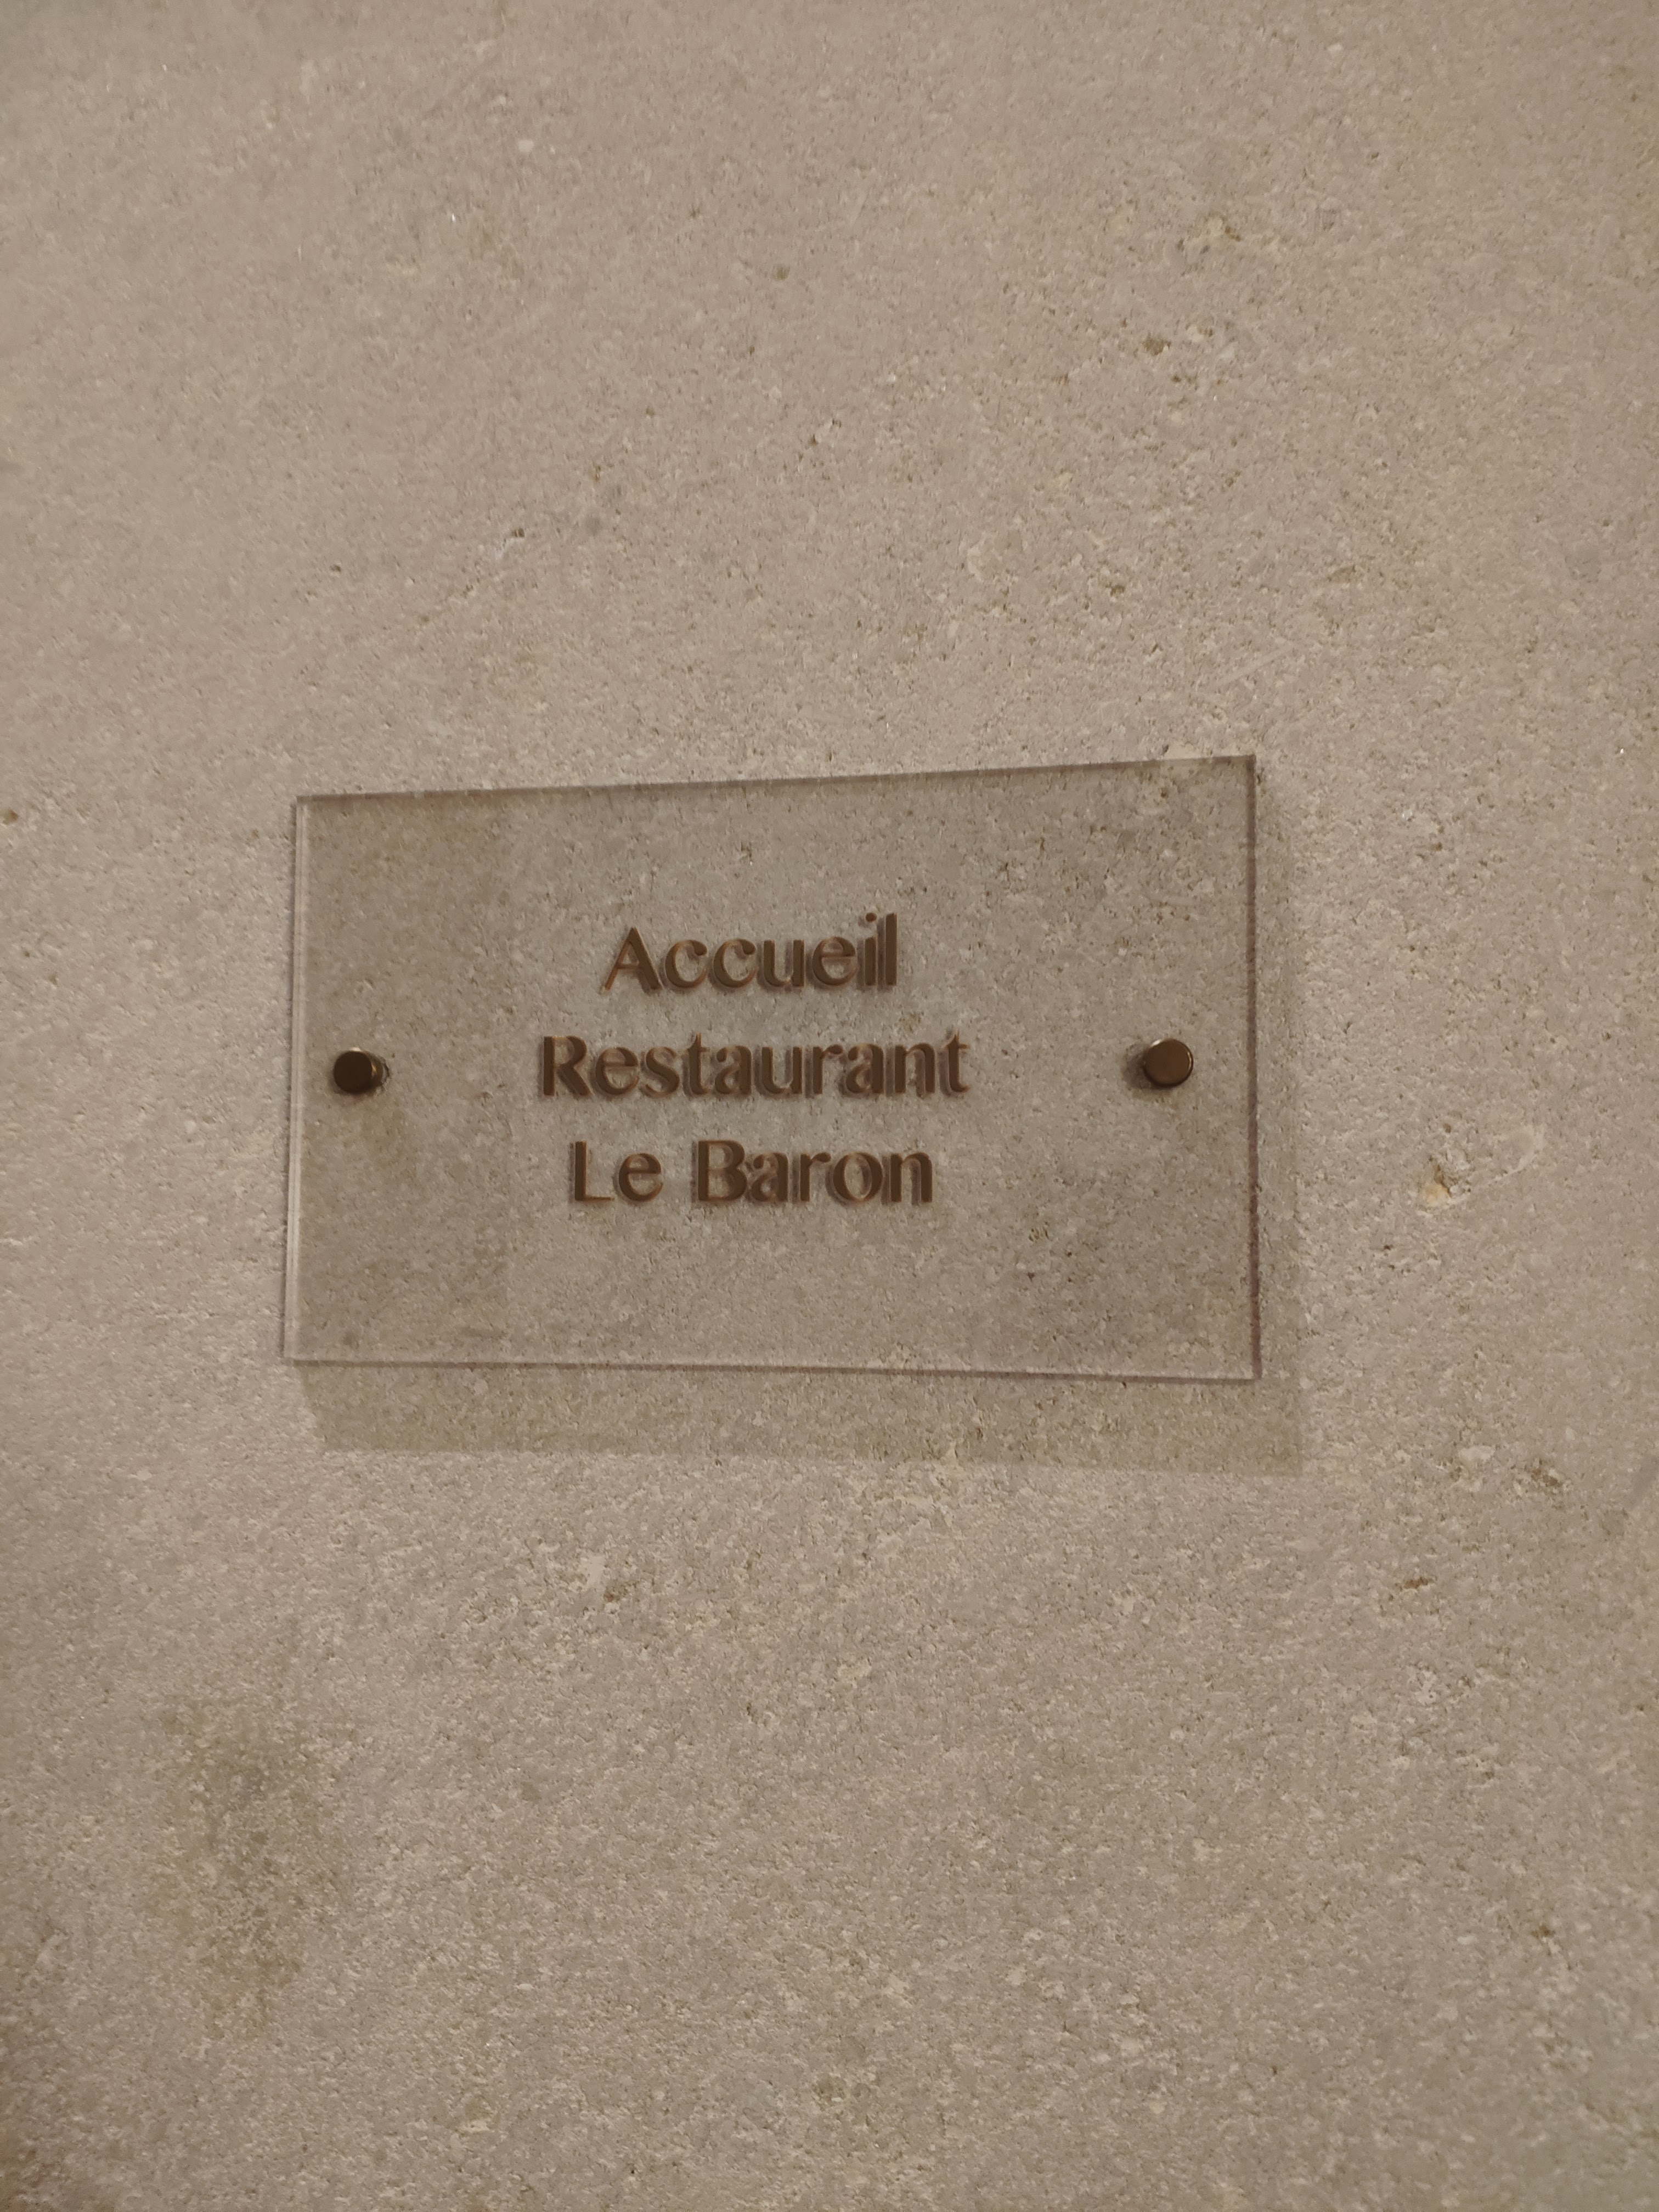 Accueil
Restaurant
Le Baron